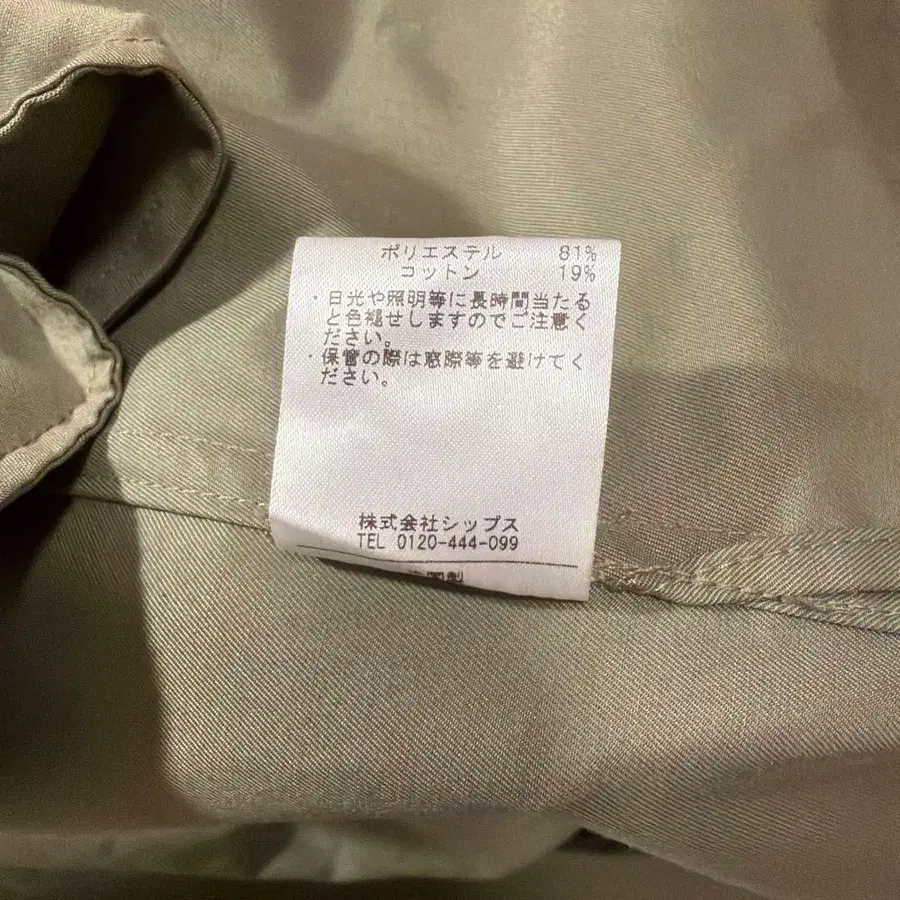 ポリエステル 81%
コットン 19%
・日光や照明等に長時間当たる
と色褪せしますのでご注意く
ださい。
・保管の際は窓際等を避けてく
ださい。
株式会社シップス
TEL 0120-444-099